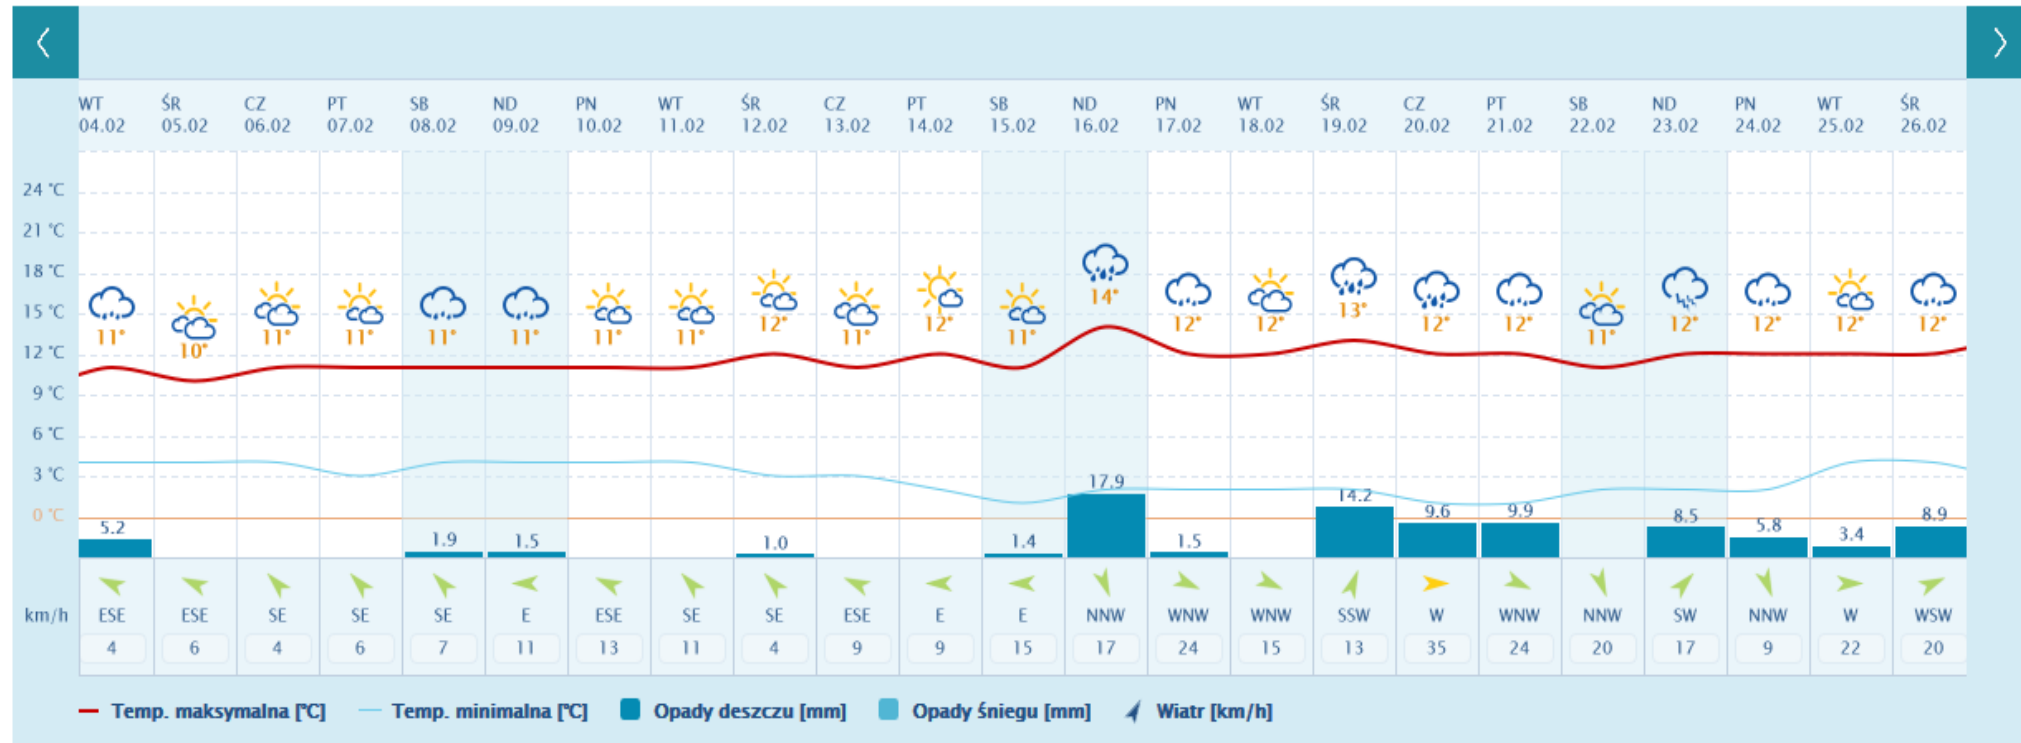 WT ŚR CZ PT SB ND PN WT ŚR CZ PT SB ND PN WT ŚR CZ PT SB ND PN WT ŚR
04.02 05.02 06.02 07.02 08.02 09.02 10.02 11.02 12.02 13.02 14.02 15.02 16.02 17.02 18.02 19.02 20.02 21.02 22.02 23.02 24.02 25.02 26.02
24 °C
21 °C
18 °C
15 °C
12 °C
9 °C
6 °C
3 °C
0 °C
11° 10° 11° 11° 11° 11° 11° 11° 12° 11° 12° 11° 14° 12° 12° 13° 12° 12° 11° 12° 12° 12° 12°
5.2 1.9 1.5 1.0 1.4 17.9 1.5 14.2 9.6 9.9 8.5 5.8 3.4 8.9
km/h ESE ESE SE SE SE E ESE SE SE ESE E E NNW WNW WNW SSW W WNW NNW SW NNW W WSW
4 6 4 6 7 11 13 11 4 9 9 15 17 24 15 13 35 24 20 17 9 22 20
Temp. maksymalna [°C] Temp. minimalna [°C] Opady deszczu [mm] Opady śniegu [mm] Wiatr [km/h]